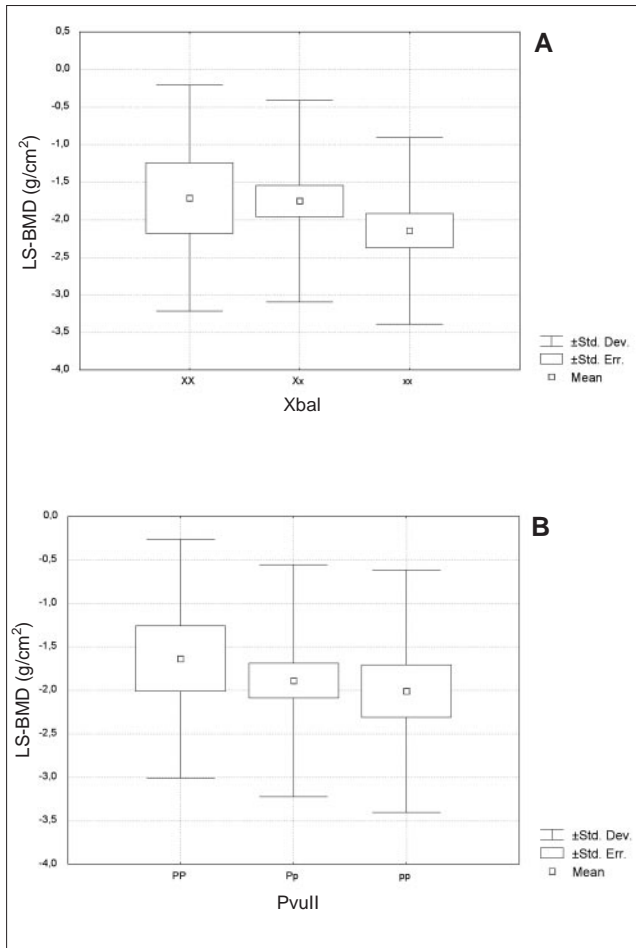 A
LS-BMD (g/cm²)
0,5
0,0
-0,5
-1,0
-1,5
-2,0
-2,5
-3,0
-3,5
-4,0
XX
Xx
xx
XbaI
±Std. Dev.
±Std. Err.
Mean
B
LS-BMD (g/cm²)
0,0
-0,5
-1,0
-1,5
-2,0
-2,5
-3,0
-3,5
-4,0
PP
Pp
pp
PvuII
±Std. Dev.
±Std. Err.
Mean